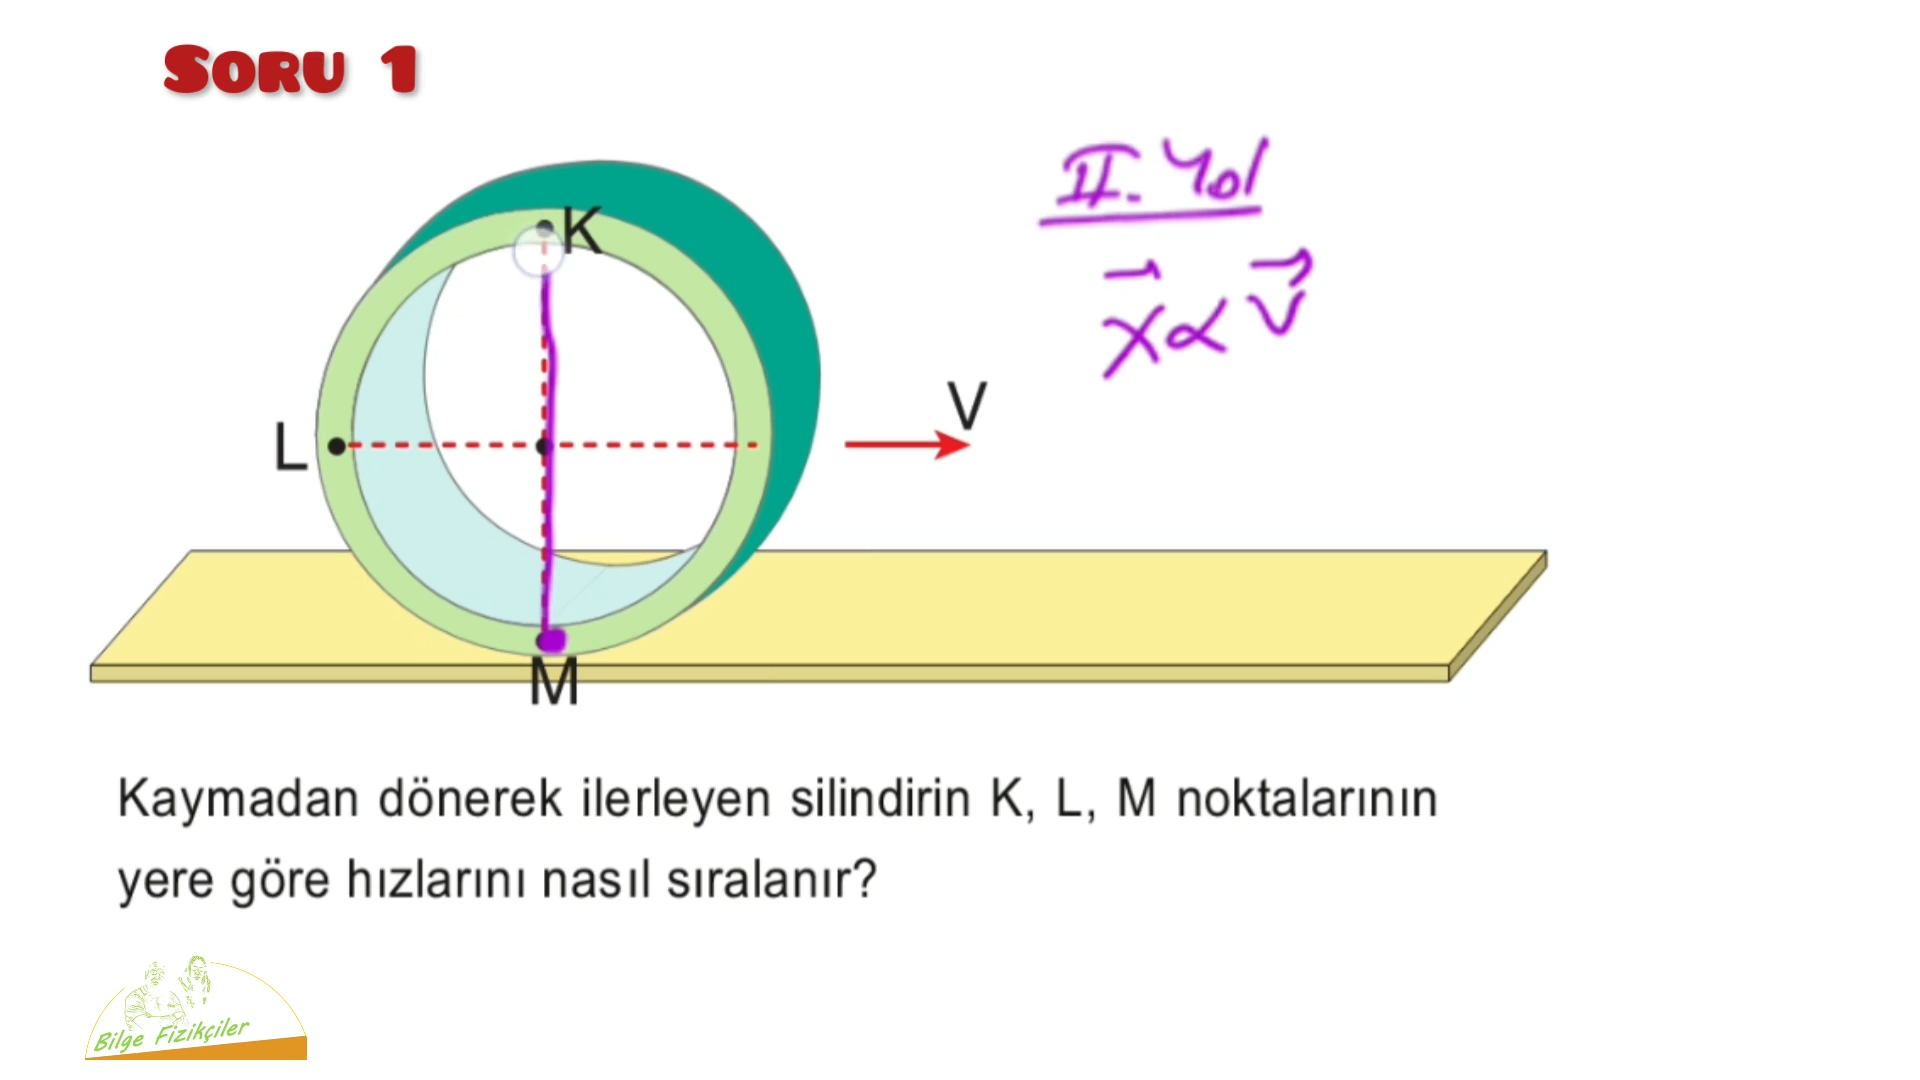 SORU 1
II. Yol
x⃗ ∝ v⃗
K
V
L
M
Kaymadan dönerek ilerleyen silindirin K, L, M noktalarının
yere göre hızlarını nasıl sıralanır?
Bilge Fizikçiler